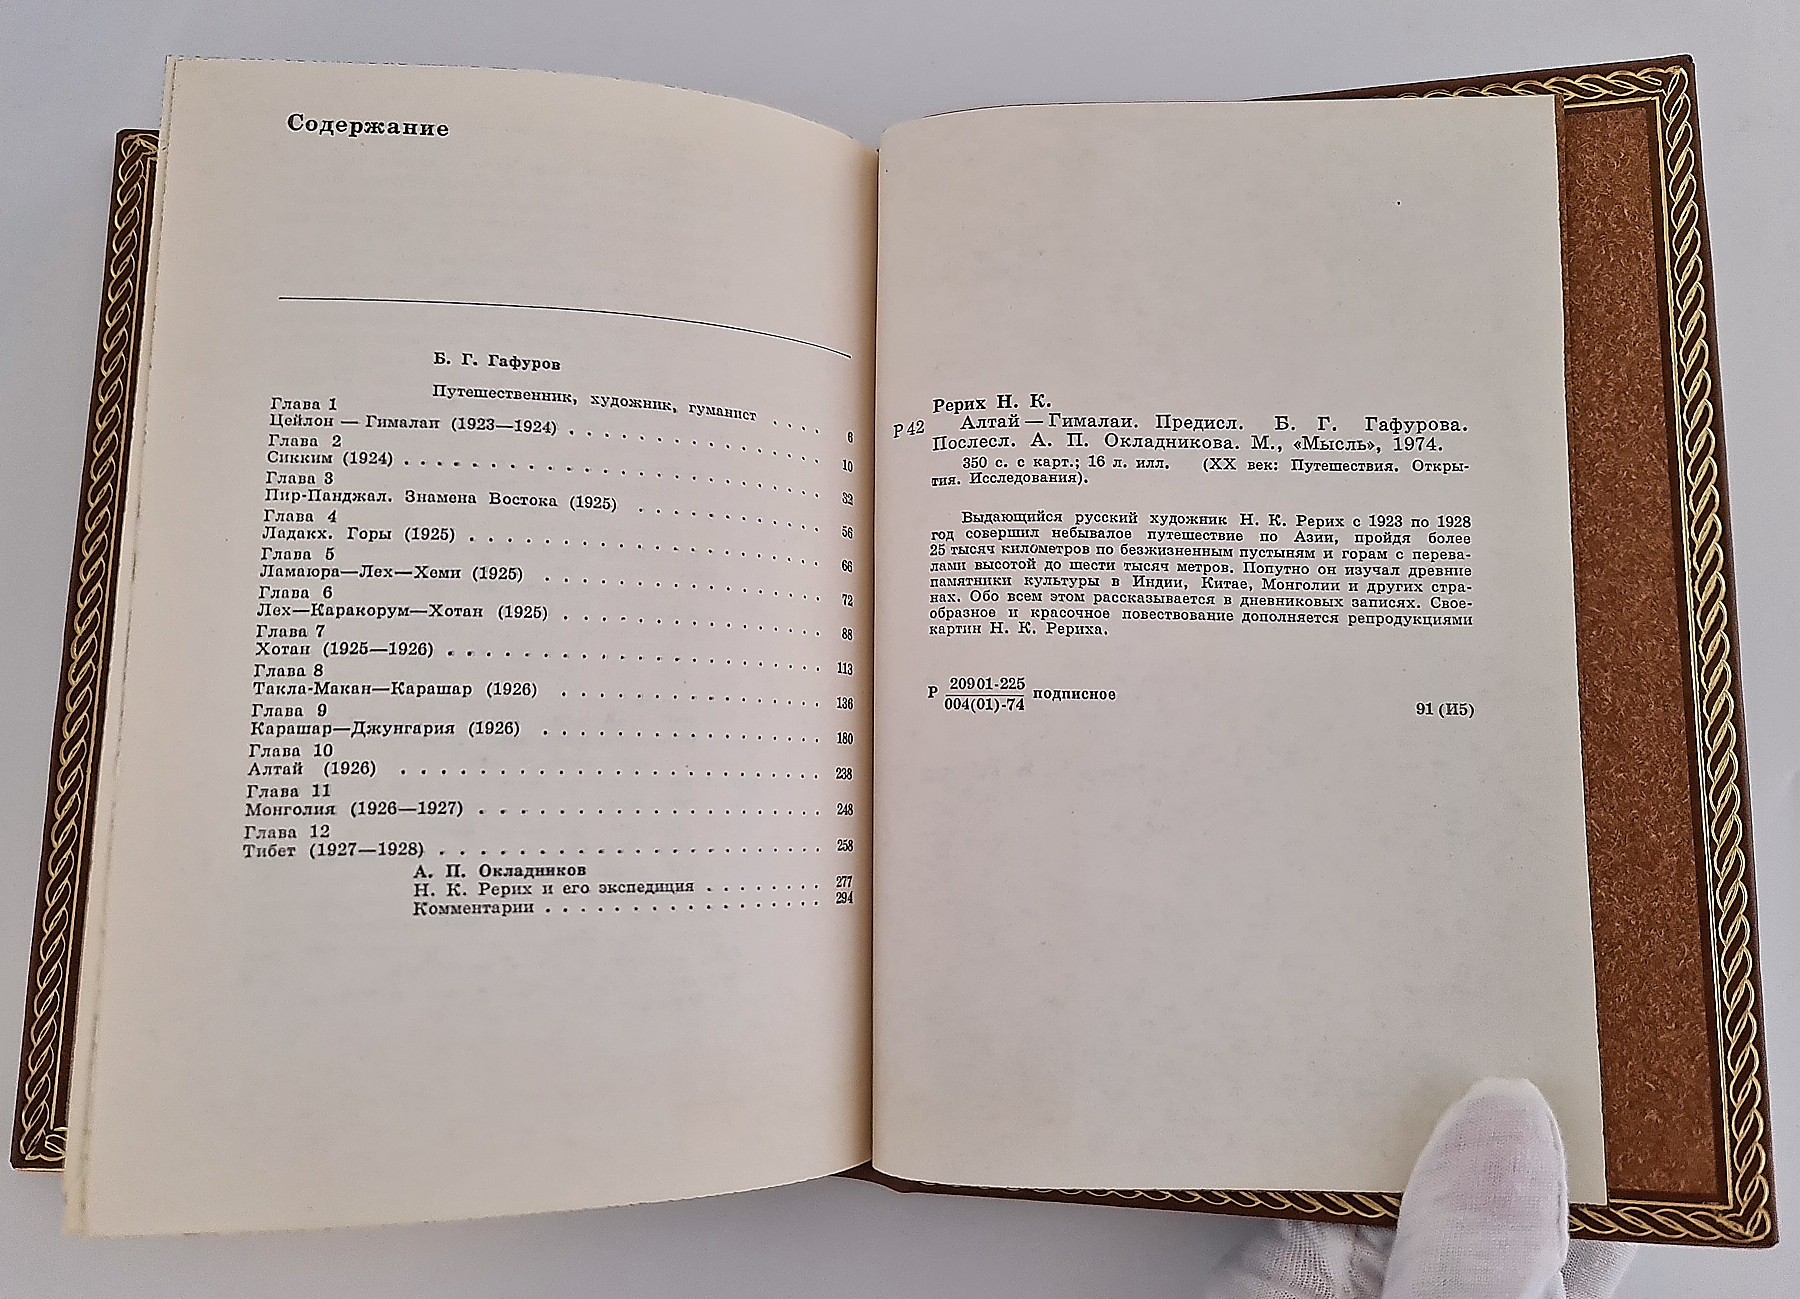 Содержание
Б. Г. Гафуров
Путешественник, художник, гуманист . . . . 6
Глава 1
Цейлон — Гималаи (1923—1924) . . . . . . . . . . . . . . 10
Глава 2
Сикким (1924) . . . . . . . . . . . . . . . . . . . . . . . 32
Глава 3
Пир-Панджал. Знамена Востока (1925) . . . . . . . . . . 56
Глава 4
Ладакх. Горы (1925) . . . . . . . . . . . . . . . . . . . . 66
Глава 5
Ламаюра—Лех—Хеми (1925) . . . . . . . . . . . . . . . 72
Глава 6
Лех—Каракорум—Хотан (1925) . . . . . . . . . . . . . . 88
Глава 7
Хотан (1925—1926) . . . . . . . . . . . . . . . . . . . . . 113
Глава 8
Такла-Макан—Карашар (1926) . . . . . . . . . . . . . . 136
Глава 9
Карашар—Джунгария (1926) . . . . . . . . . . . . . . . 180
Глава 10
Алтай (1926) . . . . . . . . . . . . . . . . . . . . . . . 238
Глава 11
Монголия (1926—1927) . . . . . . . . . . . . . . . . . . . 248
Глава 12
Тибет (1927—1928) . . . . . . . . . . . . . . . . . . . . . 258
А. П. Окладников
Н. К. Рерих и его экспедиция . . . . . . . 277
Комментарии . . . . . . . . . . . . . . . . 294
Рерих Н. К.
Р42 Алтай — Гималаи. Предисл. Б. Г. Гафурова.
Послесл. А. П. Окладникова. М., «Мысль», 1974.
350 с. с карт.; 16 л. илл. (XX век: Путешествия. Откры-
тия. Исследования).
Выдающийся русский художник Н. К. Рерих с 1923 по 1928
год совершил небывалое путешествие по Азии, пройдя более
25 тысяч километров по безжизненным пустыням и горам с перева-
лами высотой до шести тысяч метров. Попутно он изучал древние
памятники культуры в Индии, Китае, Монголии и других стра-
нах. Обо всем этом рассказывается в дневниковых записях. Свое-
образное и красочное повествование дополняется репродукциями
картин Н. К. Рериха.
20901-225
Р подписное
004(01)-74
91 (И5)